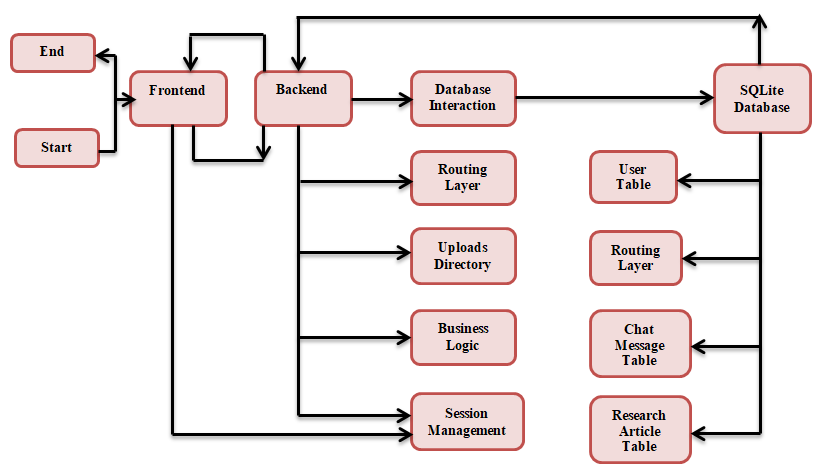 End
Frontend
Backend
Database
Interaction
SQLite
Database
Start
Routing
Layer
User
Table
Uploads
Directory
Routing
Layer
Business
Logic
Chat
Message
Table
Session
Management
Research
Article
Table